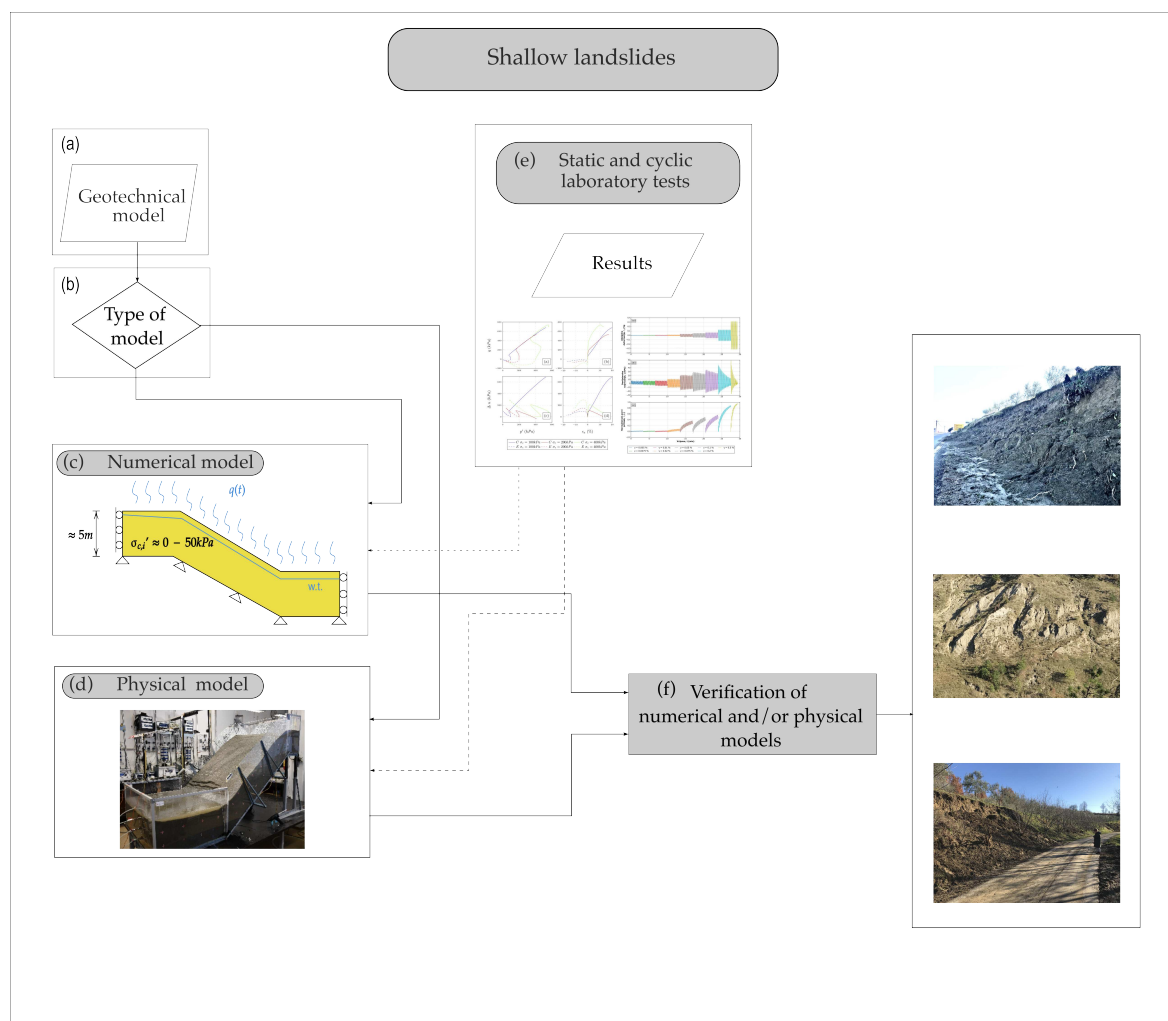 Shallow landslides
(a)
Geotechnical
model
(b)
Type of
model
(c) Numerical model
q(t)
≈ 5m
σc,i′ ≈ 0 − 50kPa
w.t.
(d) Physical model
(e) Static and cyclic
laboratory tests
Results
(f) Verification of
numerical and/or physical
models